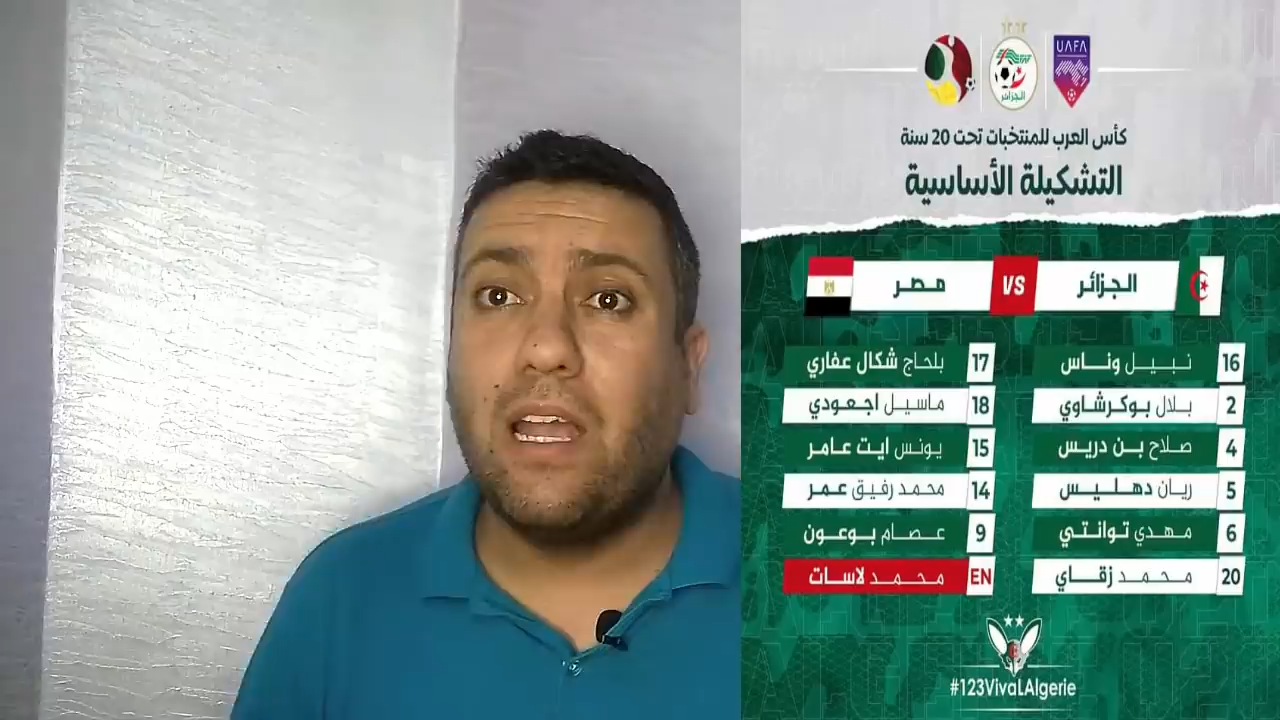 UAFA
الجزائر
كأس العرب للمنتخبات تحت 20 سنة
التشكيلة الأساسية
الجزائر VS مصر
16 نبيل وناس
2 بلال بوكرشاوي
4 صلاح بن دريس
5 ريان دهليس
6 مهدي توانتي
20 محمد زقاي
17 بلحاج شكال عفاري
18 ماسيل اجعودي
15 يونس ايت عامر
14 محمد رفيق عمر
9 عصام بوعون
EN محمد لاسات
#123VivaLAlgerie